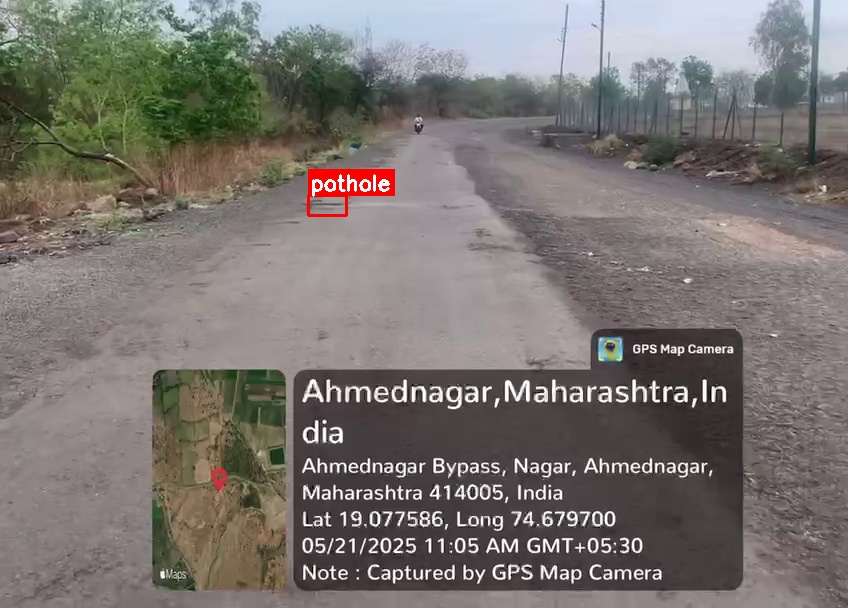 pothole
GPS Map Camera
Ahmednagar,Maharashtra,In
dia
Ahmednagar Bypass, Nagar, Ahmednagar,
Maharashtra 414005, India
Lat 19.077586, Long 74.679700
05/21/2025 11:05 AM GMT+05:30
Note : Captured by GPS Map Camera
Maps